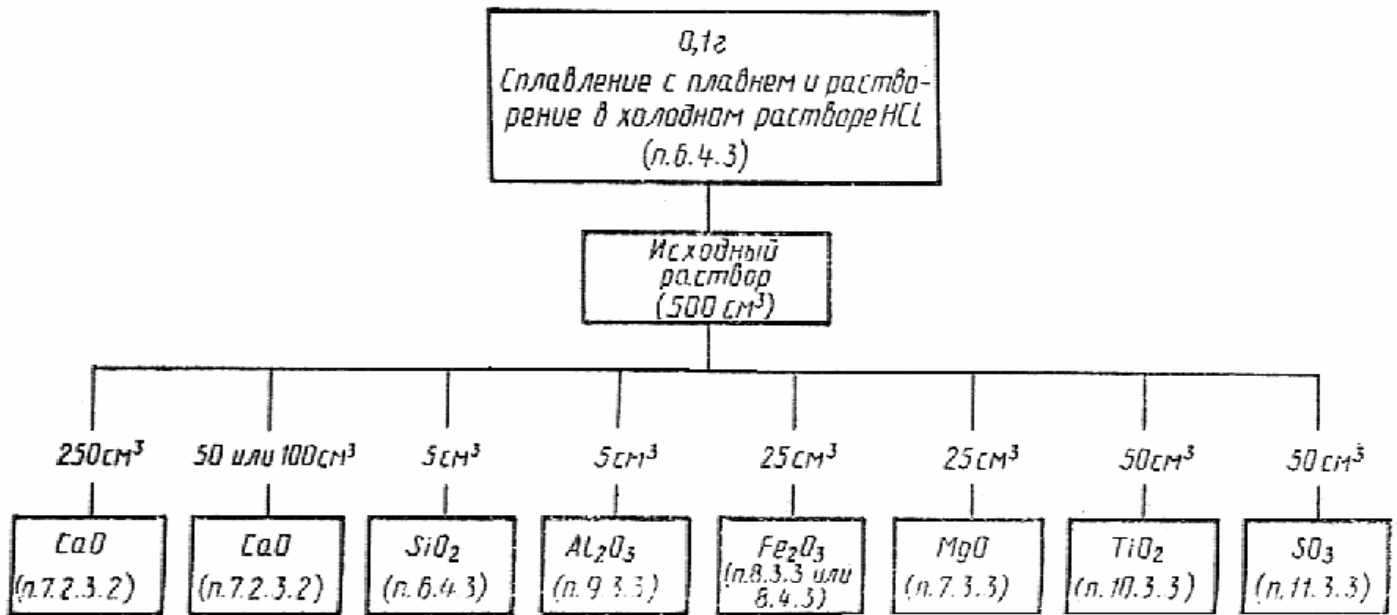 0,1г
Сплавление с плавнем и раство-
рение в холодном растворе HCl
(п.6.4.3)
Исходный
раствор
(500 см³)
250см³ 50 или 100см³ 5см³ 5см³ 25см³ 25см³ 50см³ 50см³
CaO CaO SiO₂ Al₂O₃ Fe₂O₃ MgO TiO₂ SO₃
(п.7.2.3.2) (п.7.2.3.2) (п.6.4.3) (п.9.3.3) (п.8.3.3 или (п.7.3.3) (п.10.3.3) (п.11.3.3)
8.4.3)